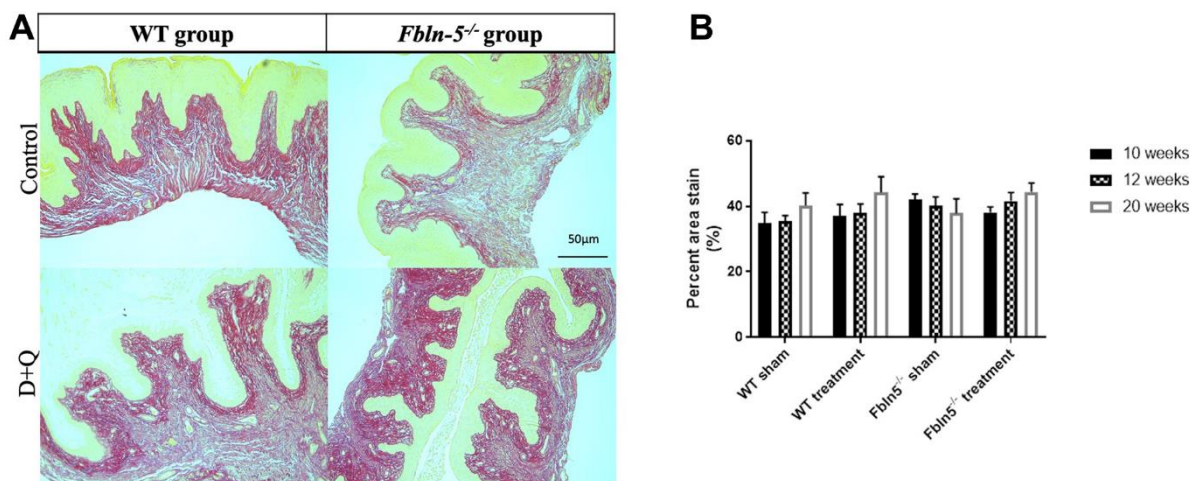 A
WT group
Fbln-5-/- group
Control
50µm
D+Q
B
Percent area stain
(%)
60
40
20
0
WT sham
WT treatment
Fbln5-/- sham
Fbln5-/- treatment
10 weeks
12 weeks
20 weeks